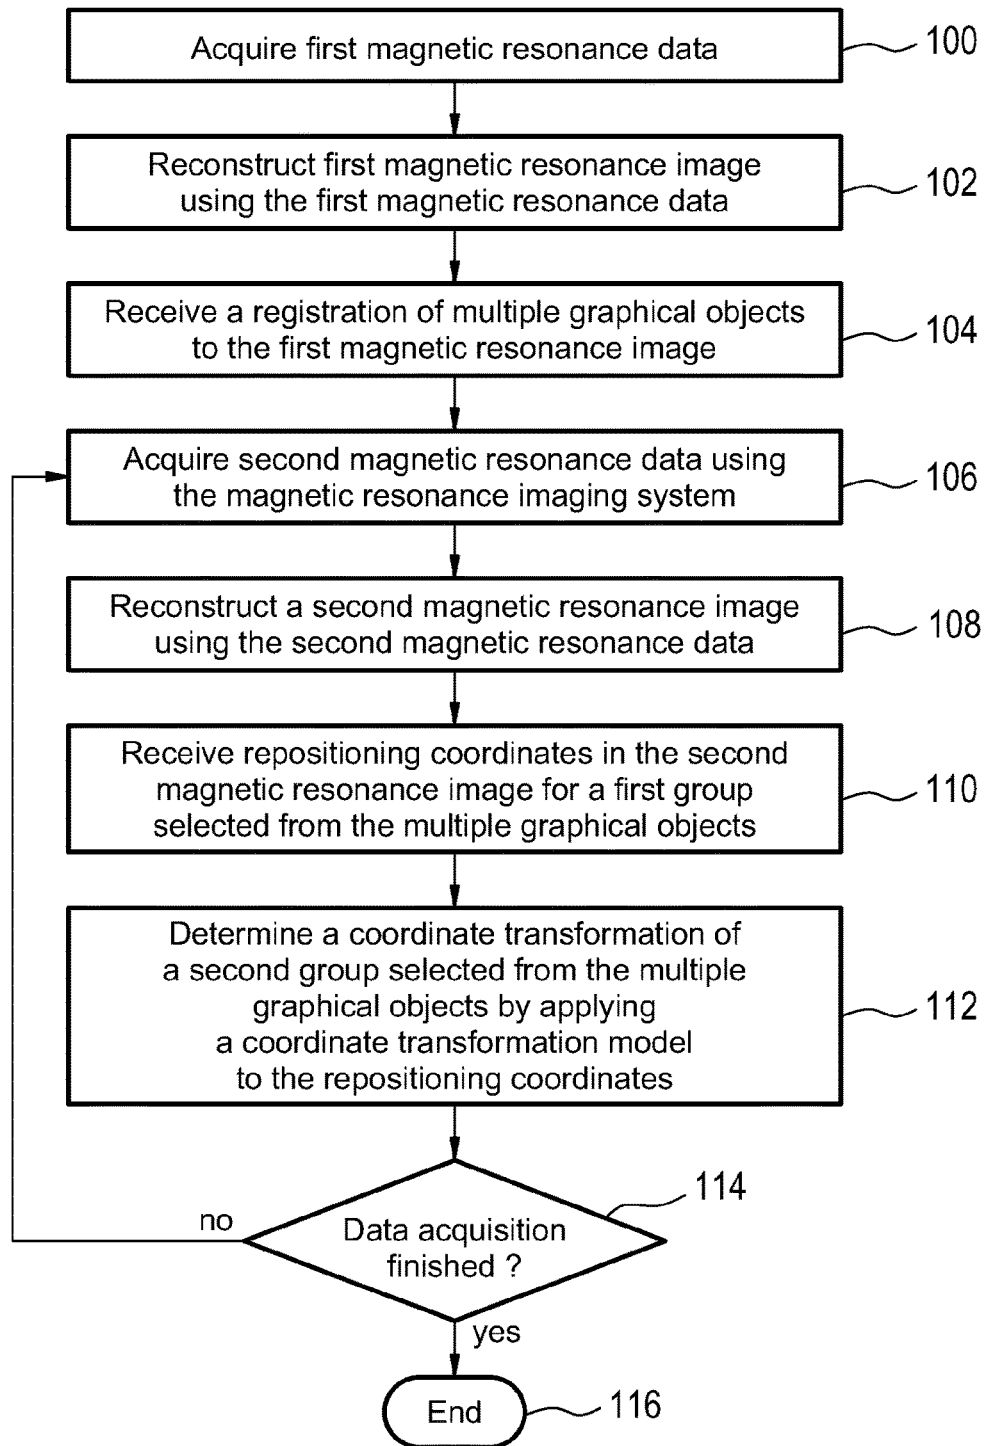 Acquire first magnetic resonance data
100
Reconstruct first magnetic resonance image
using the first magnetic resonance data
102
Receive a registration of multiple graphical objects
to the first magnetic resonance image
104
Acquire second magnetic resonance data using
the magnetic resonance imaging system
106
Reconstruct a second magnetic resonance image
using the second magnetic resonance data
108
Receive repositioning coordinates in the second
magnetic resonance image for a first group
selected from the multiple graphical objects
110
Determine a coordinate transformation of
a second group selected from the multiple
graphical objects by applying
a coordinate transformation model
to the repositioning coordinates
112
114
no
Data acquisition
finished ?
yes
End
116